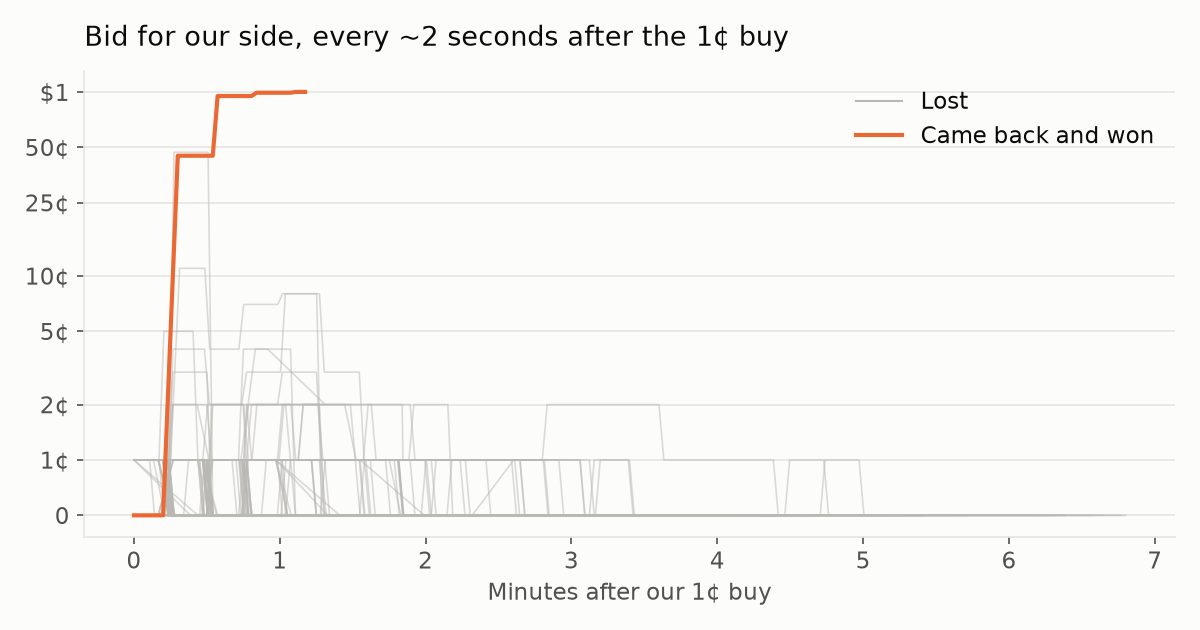 Bid for our side, every ~2 seconds after the 1¢ buy
$1
50¢
25¢
10¢
5¢
2¢
1¢
0
Lost
Came back and won
0 1 2 3 4 5 6 7
Minutes after our 1¢ buy